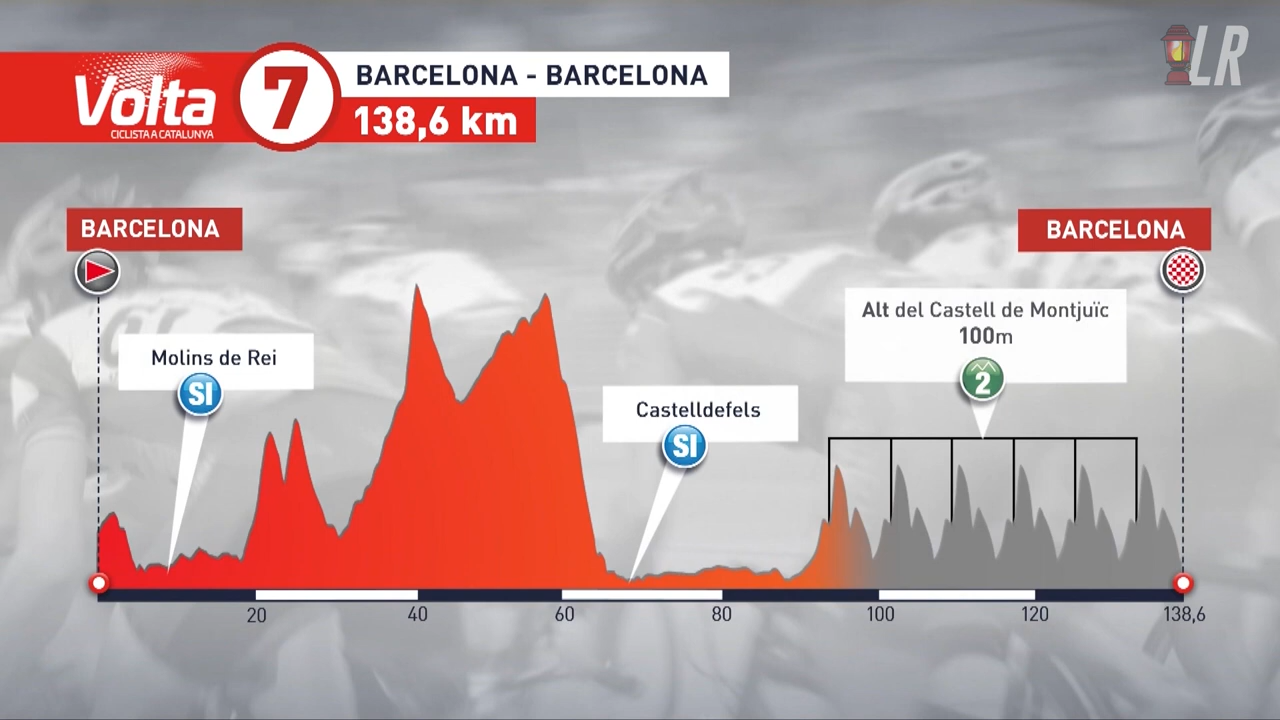 LR
Volta
CICLISTA A CATALUNYA
7
BARCELONA - BARCELONA
138,6 km
BARCELONA
BARCELONA
Molins de Rei
SI
Castelldefels
SI
Alt del Castell de Montjuïc
100m
2
20
40
60
80
100
120
138,6